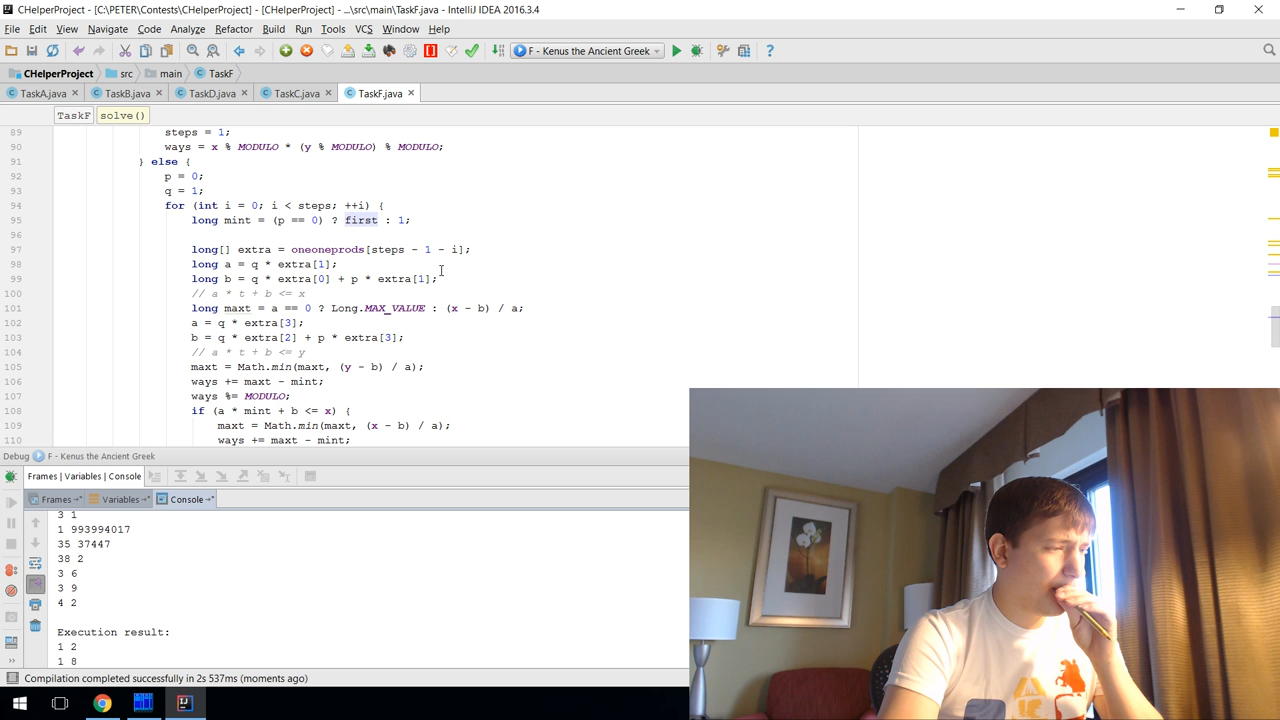 CHelperProject - [C:\PETER\Contests\C\CHelperProject] - [CHelperProject] - ...\src\main\TaskF.java - IntelliJ IDEA 2016.3.4
File Edit View Navigate Code Analyze Refactor Build Run Tools VCS Window Help
F - Kenus the Ancient Greek
CHelperProject src main TaskF
TaskA.java TaskB.java TaskD.java TaskC.java TaskF.java
TaskF solve()
89 steps = 1;
90 ways = x % MODULO * (y % MODULO) % MODULO;
91 } else {
92 p = 0;
93 q = 1;
94 for (int i = 0; i < steps; ++i) {
95 long mint = (p == 0) ? first : 1;
96
97 long[] extra = oneoneprods[steps - 1 - i];
98 long a = q * extra[1];
99 long b = q * extra[0] + p * extra[1];
100 // a * t + b <= x
101 long maxt = a == 0 ? Long.MAX_VALUE : (x - b) / a;
102 a = q * extra[3];
103 b = q * extra[2] + p * extra[3];
104 // a * t + b <= y
105 maxt = Math.min(maxt, (y - b) / a);
106 ways += maxt - mint;
107 ways %= MODULO;
108 if (a * mint + b <= x) {
109 maxt = Math.min(maxt, (x - b) / a);
110 ways += maxt - mint;
Debug F - Kenus the Ancient Greek
Frames | Variables | Console
Frames Variables Console
3 1
1 993994017
35 37447
38 2
3 6
3 9
4 2
Execution result:
1 2
1 8
Compilation completed successfully in 2s 537ms (moments ago)